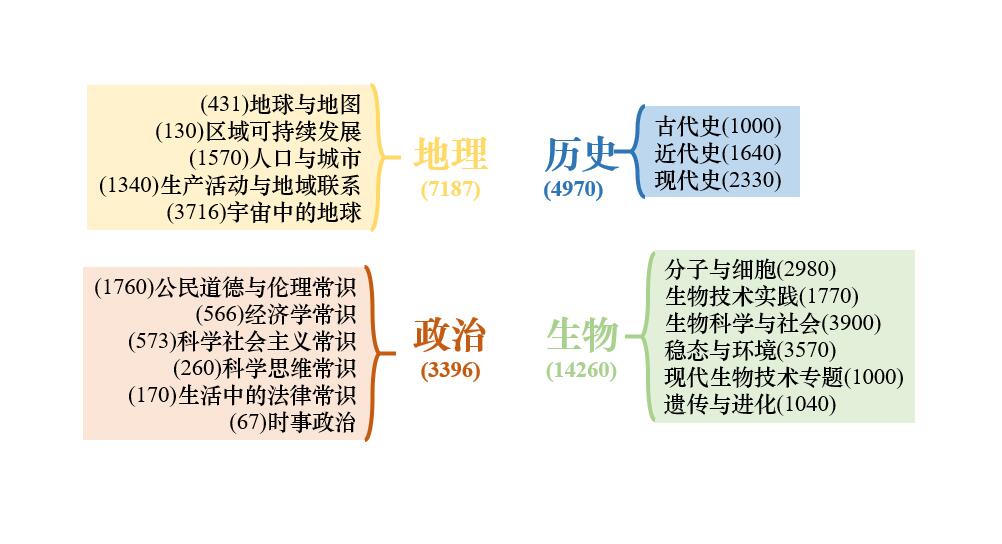 (431)地球与地图
(130)区域可持续发展
(1570)人口与城市
(1340)生产活动与地域联系
(3716)宇宙中的地球
地理
(7187)
历史
(4970)
古代史(1000)
近代史(1640)
现代史(2330)
(1760)公民道德与伦理常识
(566)经济学常识
(573)科学社会主义常识
(260)科学思维常识
(170)生活中的法律常识
(67)时事政治
政治
(3396)
生物
(14260)
分子与细胞(2980)
生物技术实践(1770)
生物科学与社会(3900)
稳态与环境(3570)
现代生物技术专题(1000)
遗传与进化(1040)